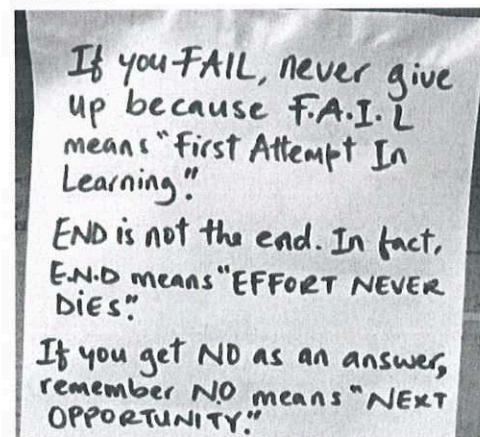 If you FAIL, never give
up because F.A.I.L
means "First Attempt In
Learning."
END is not the end. In fact,
E.N.D means "EFFORT NEVER
DIES."
If you get NO as an answer,
remember N.O means "NEXT
OPPORTUNITY."